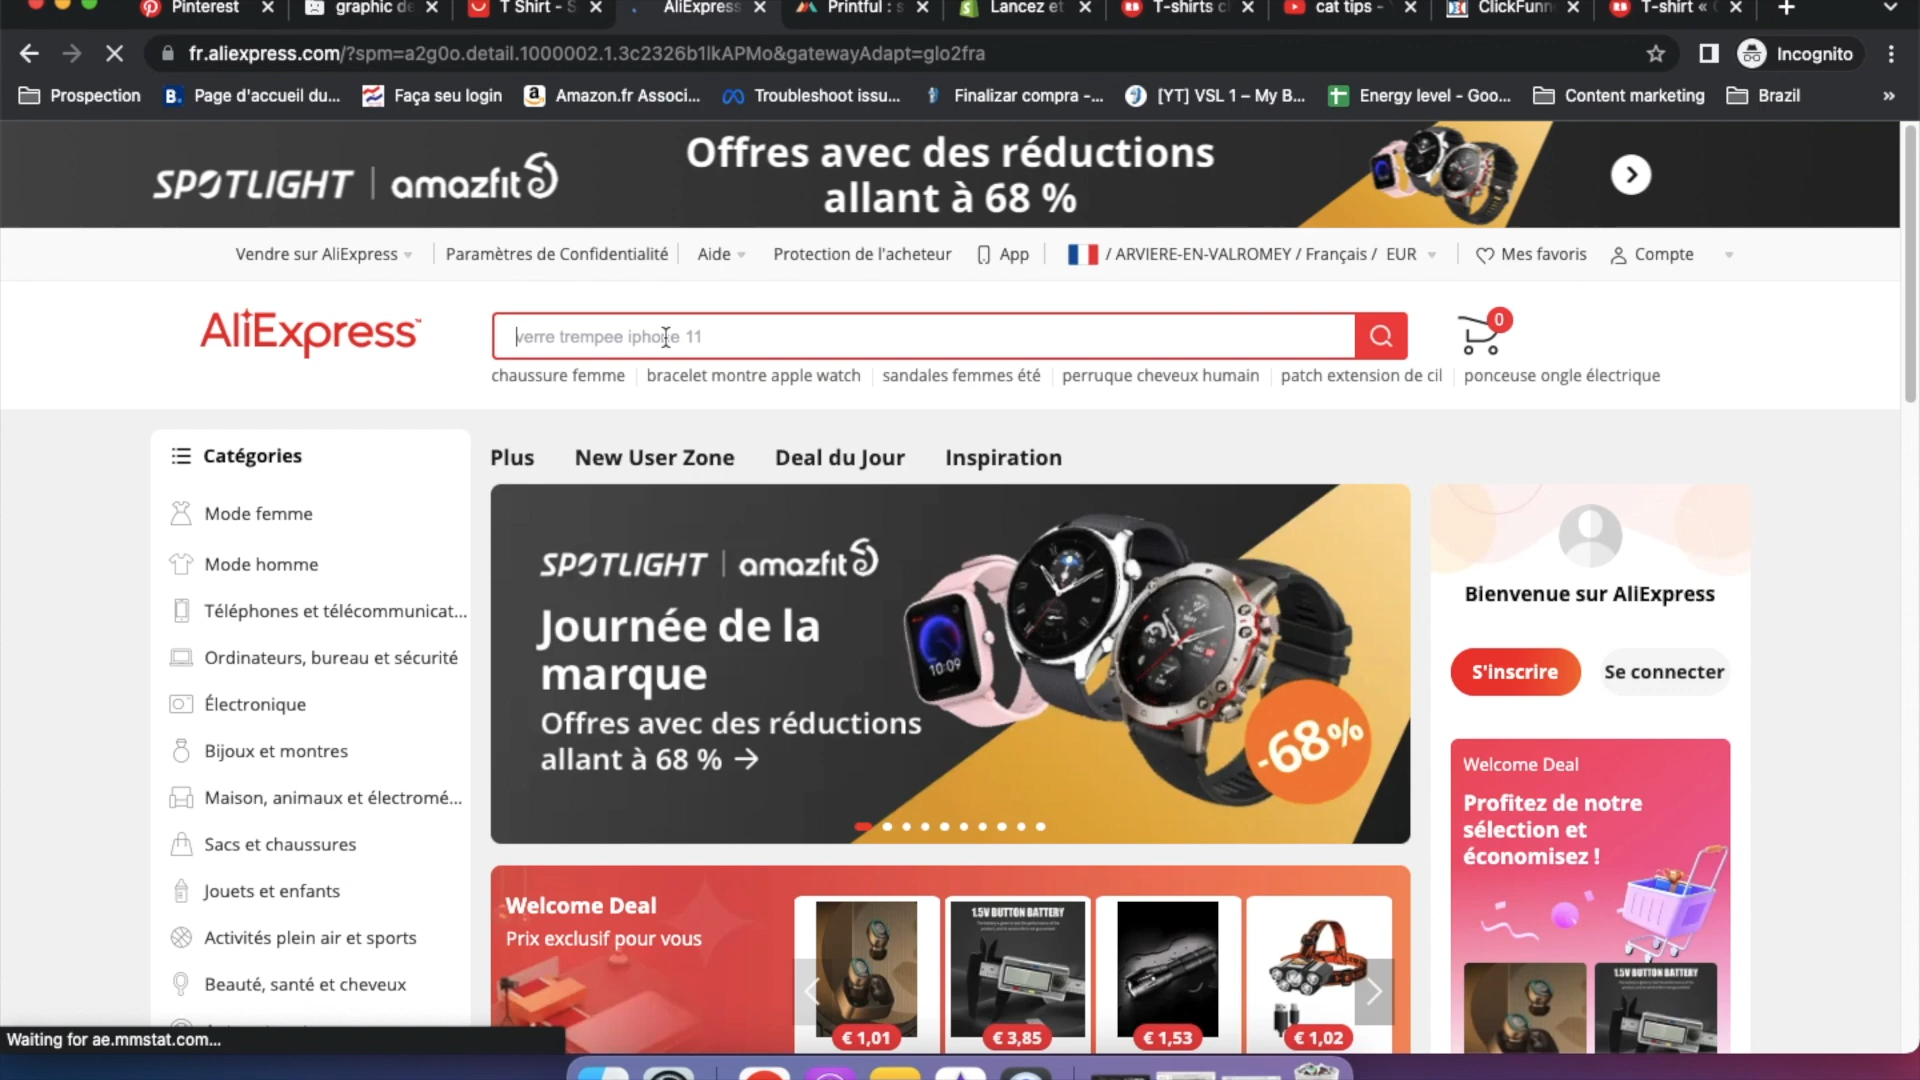 Pinterest
graphic de
T Shirt - S
AliExpress
Printful : s
Lancez et
T-shirts c
cat tips -
ClickFunn
T-shirt «
fr.aliexpress.com/?spm=a2g0o.detail.1000002.1.3c2326b1lkAPMo&gatewayAdapt=glo2fra
Incognito
Prospection
Page d'accueil du...
Faça seu login
Amazon.fr Associ...
Troubleshoot issu...
Finalizar compra -...
[YT] VSL 1 – My B...
Energy level - Goo...
Content marketing
Brazil
SPOTLIGHT | amazfit
Offres avec des réductions
allant à 68 %
Vendre sur AliExpress
Paramètres de Confidentialité
Aide
Protection de l'acheteur
App
/ ARVIERE-EN-VALROMEY / Français / EUR
Mes favoris
Compte
AliExpress
verre trempee iphone 11
0
chaussure femme
bracelet montre apple watch
sandales femmes été
perruque cheveux humain
patch extension de cil
ponceuse ongle électrique
Catégories
Mode femme
Mode homme
Téléphones et télécommunicat...
Ordinateurs, bureau et sécurité
Électronique
Bijoux et montres
Maison, animaux et électromé...
Sacs et chaussures
Jouets et enfants
Activités plein air et sports
Beauté, santé et cheveux
Plus
New User Zone
Deal du Jour
Inspiration
SPOTLIGHT | amazfit
Journée de la
marque
Offres avec des réductions
allant à 68 % →
10:09
-68%
Bienvenue sur AliExpress
S'inscrire
Se connecter
Welcome Deal
Profitez de notre
sélection et
économisez !
1.5V BUTTON BATTERY
Welcome Deal
Prix exclusif pour vous
1.5V BUTTON BATTERY
€ 1,01
€ 3,85
€ 1,53
€ 1,02
Waiting for ae.mmstat.com...